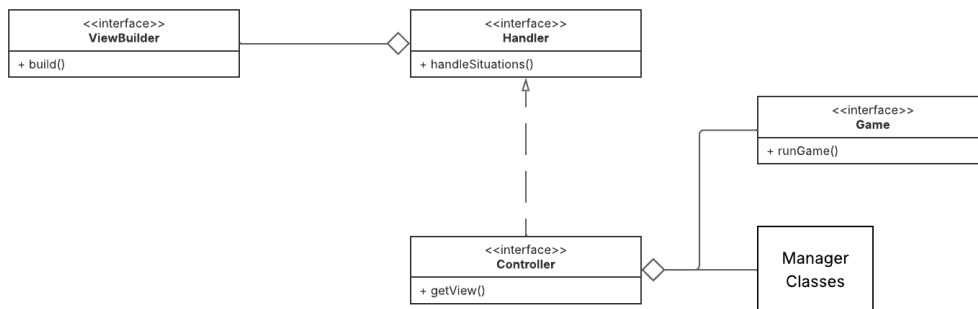 <<interface>>
ViewBuilder
+ build()
<<interface>>
Handler
+ handleSituations()
<<interface>>
Game
+ runGame()
<<interface>>
Controller
+ getView()
Manager
Classes